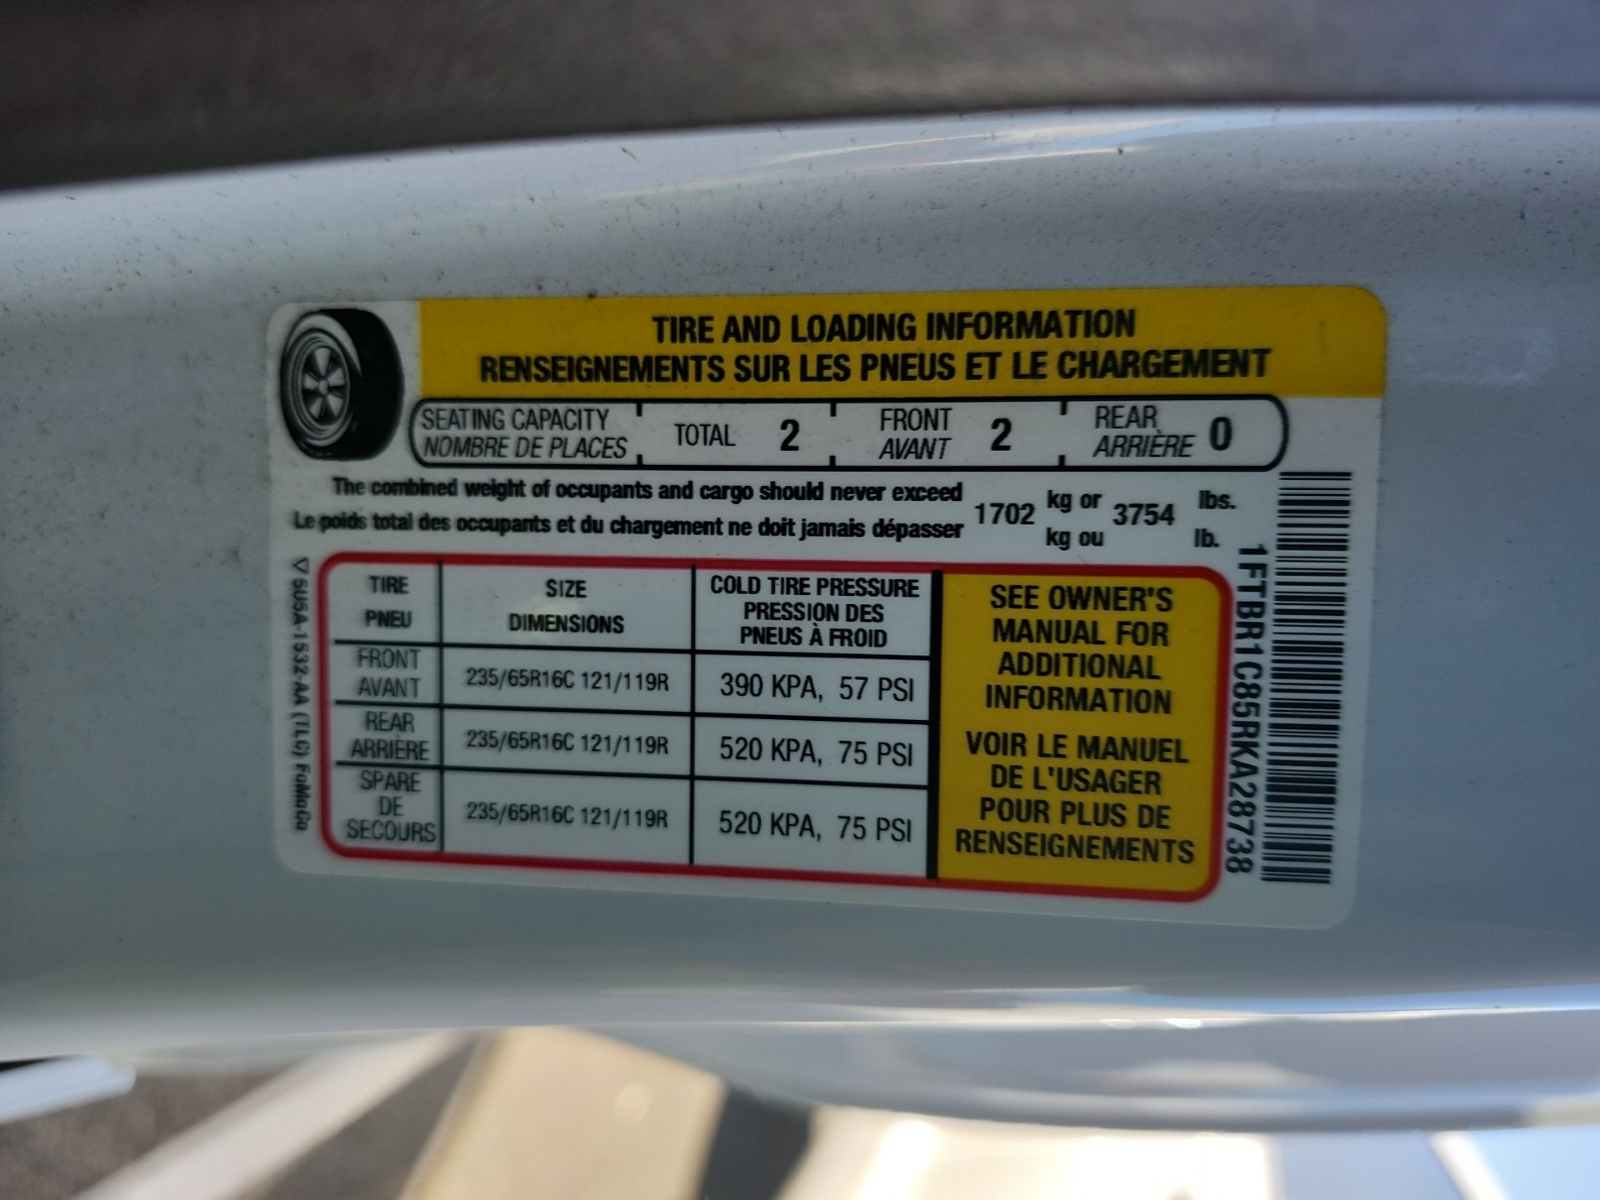 TIRE AND LOADING INFORMATION
RENSEIGNEMENTS SUR LES PNEUS ET LE CHARGEMENT
SEATING CAPACITY
NOMBRE DE PLACES
TOTAL 2
FRONT
AVANT
2
REAR
ARRIÈRE
0
The combined weight of occupants and cargo should never exceed
Le poids total des occupants et du chargement ne doit jamais dépasser
1702 kg or 3754 lbs.
kg ou lb.
TIRE
PNEU
SIZE
DIMENSIONS
COLD TIRE PRESSURE
PRESSION DES
PNEUS À FROID
FRONT
AVANT
235/65R16C 121/119R
390 KPA, 57 PSI
REAR
ARRIÈRE
235/65R16C 121/119R
520 KPA, 75 PSI
SPARE
DE
SECOURS
235/65R16C 121/119R
520 KPA, 75 PSI
SEE OWNER'S
MANUAL FOR
ADDITIONAL
INFORMATION
VOIR LE MANUEL
DE L'USAGER
POUR PLUS DE
RENSEIGNEMENTS
5U5A-1532-AA (TLC) FoMoCo
1FTBR1C85RKA28738